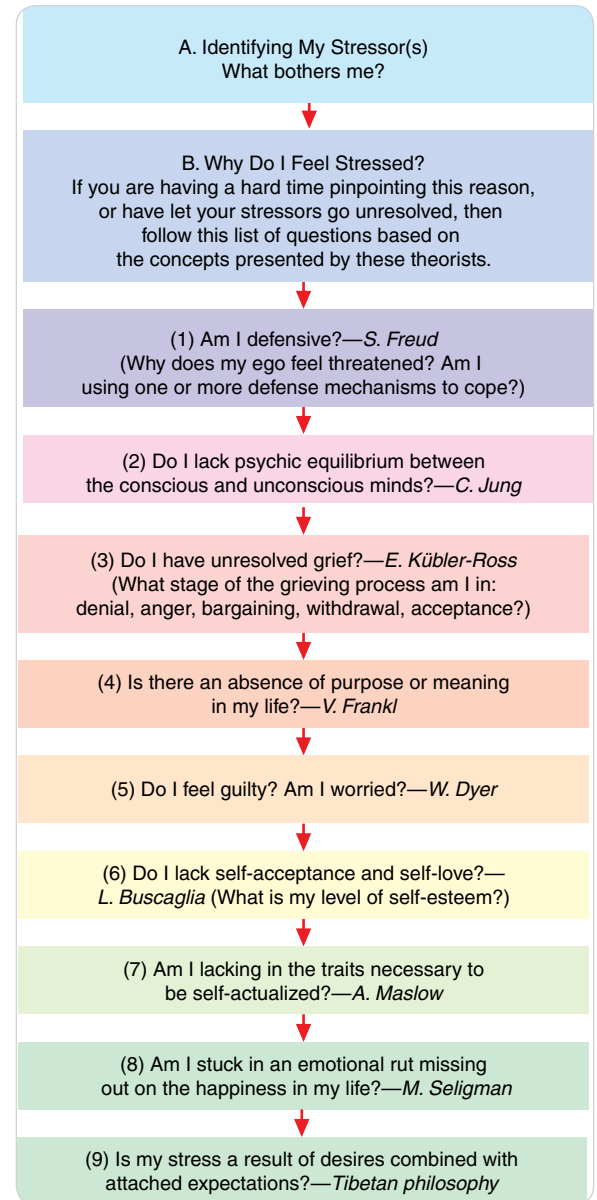 A. Identifying My Stressor(s)
What bothers me?
B. Why Do I Feel Stressed?
If you are having a hard time pinpointing this reason,
or have let your stressors go unresolved, then
follow this list of questions based on
the concepts presented by these theorists.
(1) Am I defensive?—S. Freud
(Why does my ego feel threatened? Am I
using one or more defense mechanisms to cope?)
(2) Do I lack psychic equilibrium between
the conscious and unconscious minds?—C. Jung
(3) Do I have unresolved grief?—E. Kübler-Ross
(What stage of the grieving process am I in:
denial, anger, bargaining, withdrawal, acceptance?)
(4) Is there an absence of purpose or meaning
in my life?—V. Frankl
(5) Do I feel guilty? Am I worried?—W. Dyer
(6) Do I lack self-acceptance and self-love?—
L. Buscaglia (What is my level of self-esteem?)
(7) Am I lacking in the traits necessary to
be self-actualized?—A. Maslow
(8) Am I stuck in an emotional rut missing
out on the happiness in my life?—M. Seligman
(9) Is my stress a result of desires combined with
attached expectations?—Tibetan philosophy